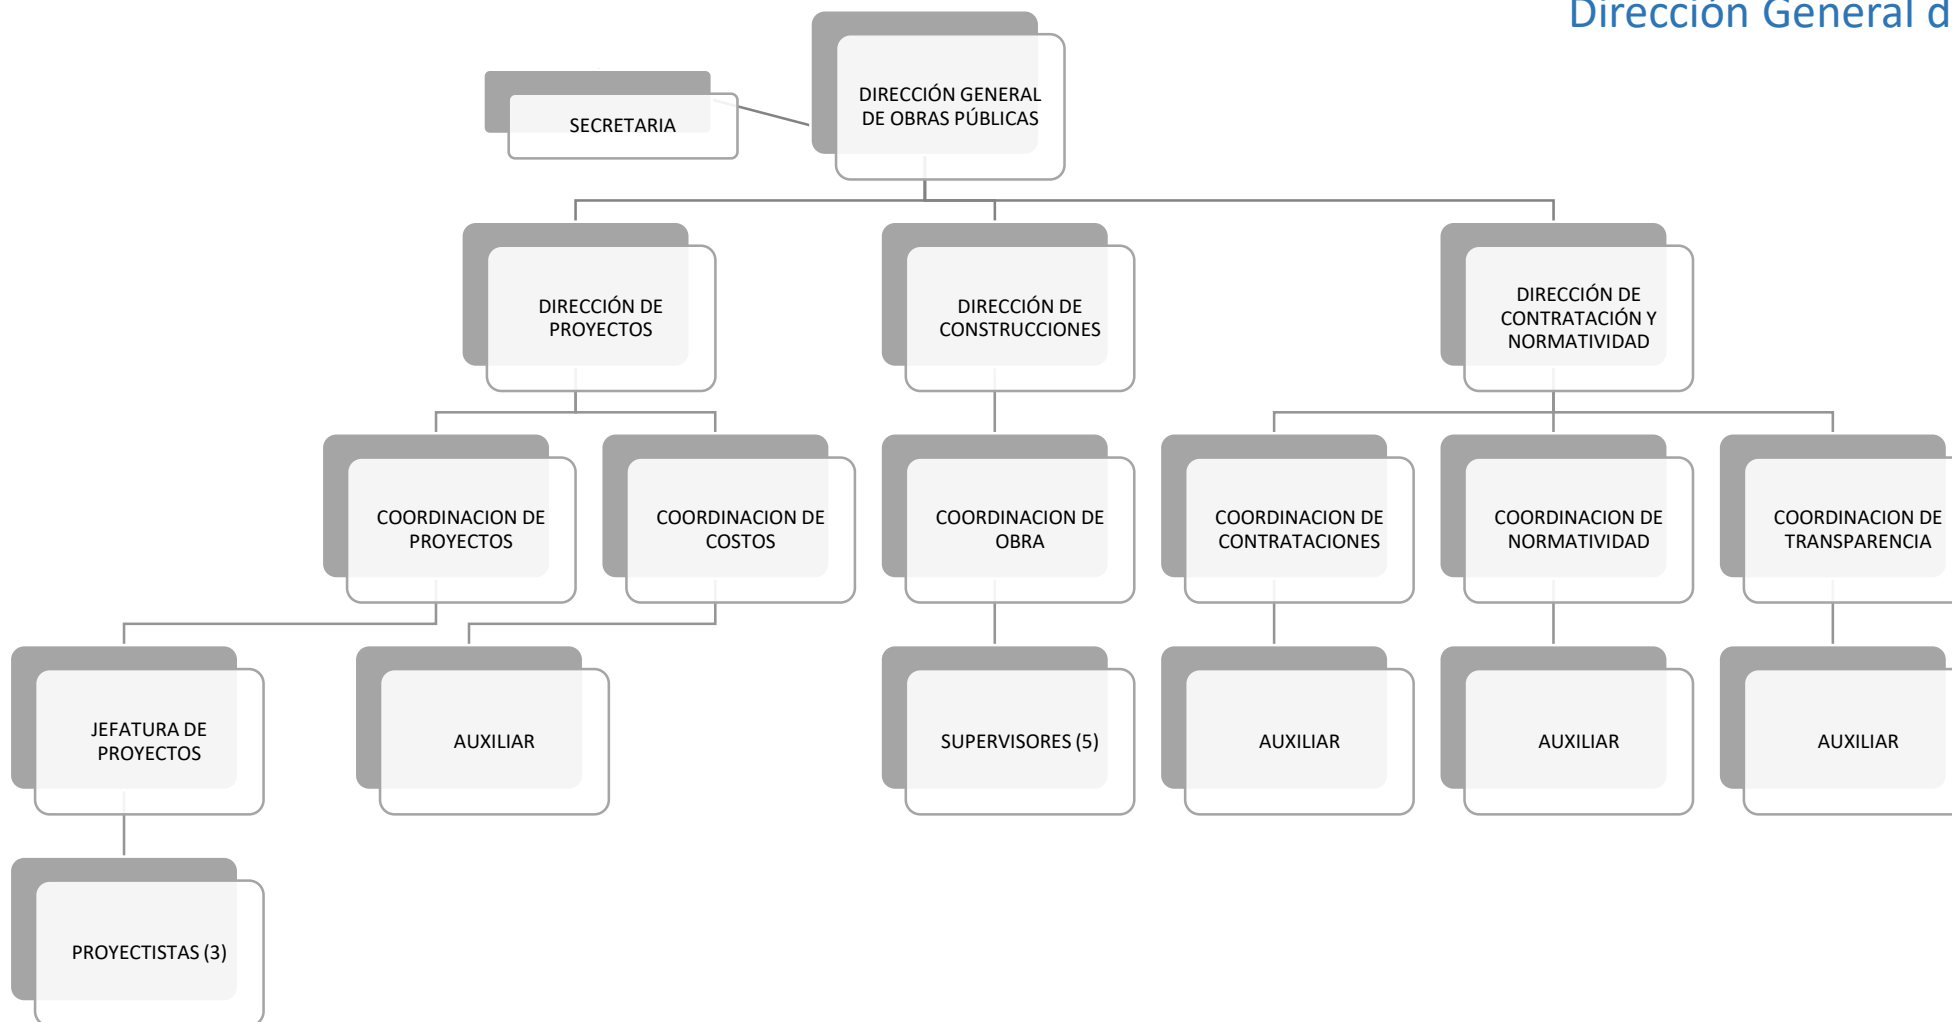 Dirección General d
DIRECCIÓN GENERAL
DE OBRAS PÚBLICAS
SECRETARIA
DIRECCIÓN DE
PROYECTOS
DIRECCIÓN DE
CONSTRUCCIONES
DIRECCIÓN DE
CONTRATACIÓN Y
NORMATIVIDAD
COORDINACION DE
PROYECTOS
COORDINACION DE
COSTOS
COORDINACION DE
OBRA
COORDINACION DE
CONTRATACIONES
COORDINACION DE
NORMATIVIDAD
COORDINACION DE
TRANSPARENCIA
JEFATURA DE
PROYECTOS
AUXILIAR
SUPERVISORES (5)
AUXILIAR
AUXILIAR
AUXILIAR
PROYECTISTAS (3)